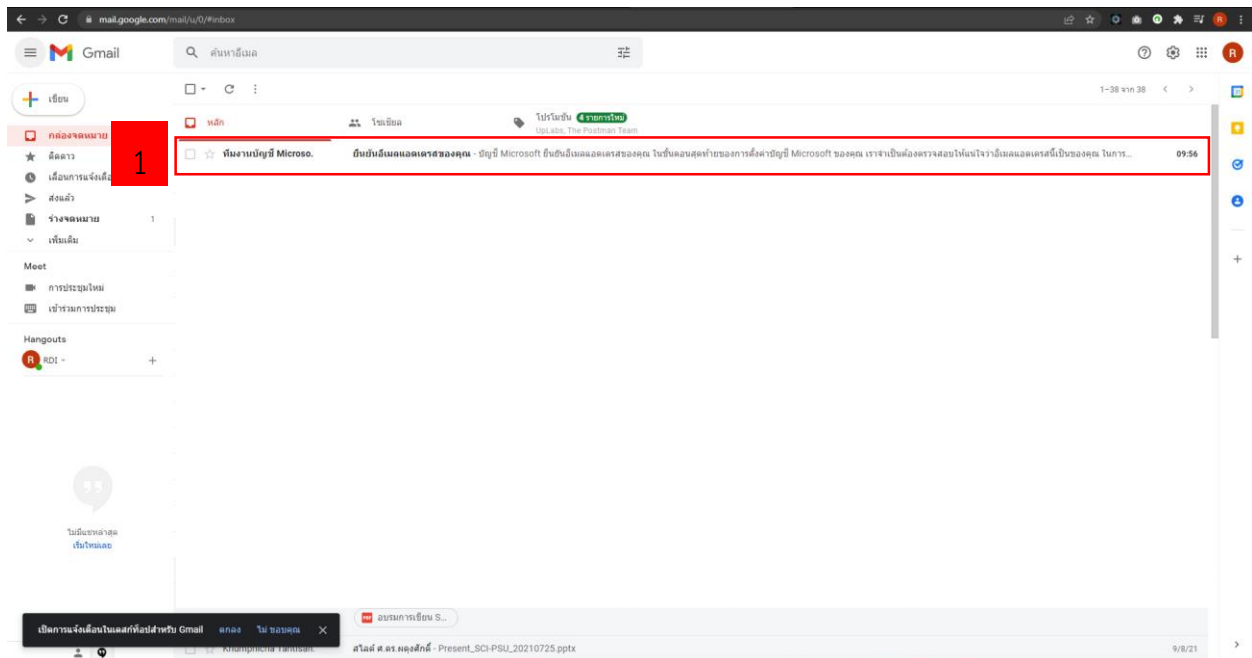 mail.google.com/mail/u/0/#inbox
Gmail
ค้นหาอีเมล
R
เขียน
1-38 จาก 38
กล่องจดหมาย
หลัก
โซเชียล
โปรโมชัน 4 รายการใหม่
UpLabs, The Postman Team
1
ติดดาว
ทีมงานบัญชี Microso.
ยืนยันอีเมลแอดเดรสของคุณ - บัญชี Microsoft ยืนยันอีเมลแอดเดรสของคุณ ในขั้นตอนสุดท้ายของการตั้งค่าบัญชี Microsoft ของคุณ เราจำเป็นต้องตรวจสอบให้แน่ใจว่าอีเมลแอดเดรสนี้เป็นของคุณ ในการ...
09:56
เลื่อนการแจ้งเตือ
ส่งแล้ว
ร่างจดหมาย 1
เพิ่มเติม
Meet
การประชุมใหม่
เข้าร่วมการประชุม
Hangouts
R RDI
ไม่มีแชทล่าสุด
เริ่มใหม่เลย
อบรมการเขียน S...
เปิดการแจ้งเตือนในเดสก์ท็อปสำหรับ Gmail ตกลง ไม่ ขอบคุณ
สไลด์ ศ.ดร.ผดุงศักดิ์ - Present_SCI-PSU_20210725.pptx
9/8/21